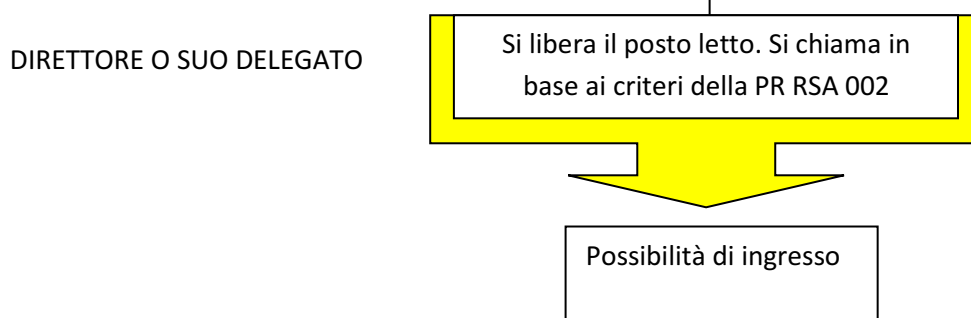 DIRETTORE O SUO DELEGATO
Si libera il posto letto. Si chiama in
base ai criteri della PR RSA 002
Possibilità di ingresso